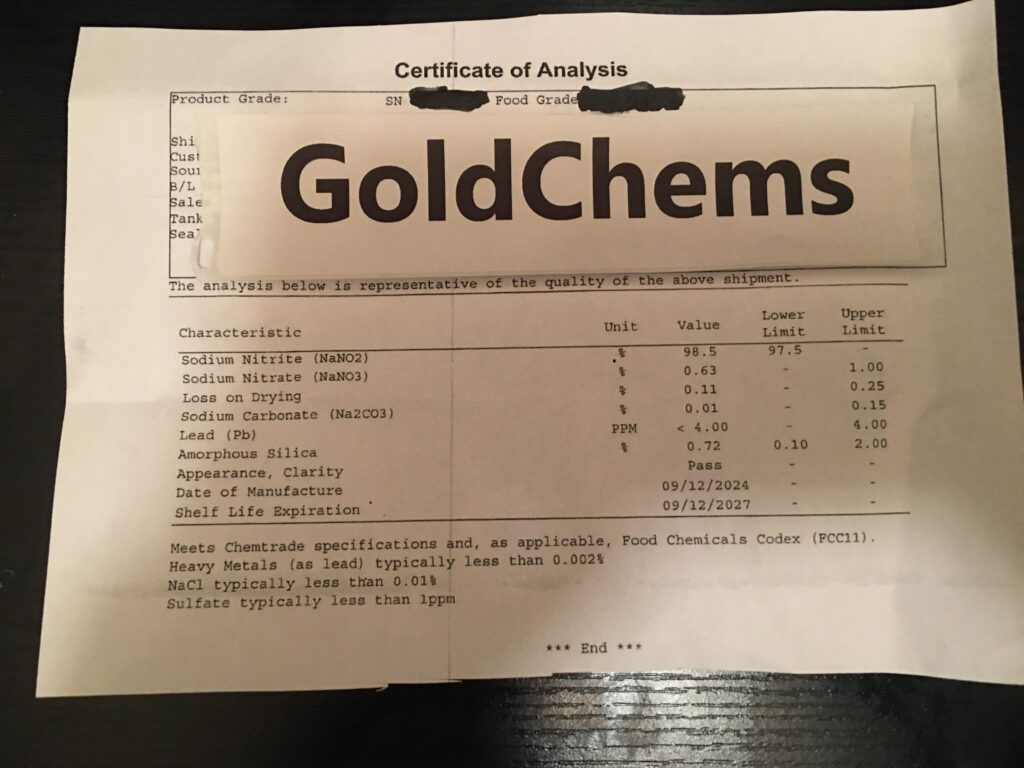 Certificate of Analysis
Product Grade: SN Food Grade
Shi
Cust
GoldChems
Sour
B/L
Sale
Tank
Seal
The analysis below is representative of the quality of the above shipment.
Characteristic Unit Value Lower Limit Upper Limit
Sodium Nitrite (NaNO2) % 98.5 97.5 -
Sodium Nitrate (NaNO3) % 0.63 - 1.00
Loss on Drying % 0.11 - 0.25
Sodium Carbonate (Na2CO3) % 0.01 - 0.15
Lead (Pb) PPM < 4.00 - 4.00
Amorphous Silica % 0.72 0.10 2.00
Appearance, Clarity Pass - -
Date of Manufacture 09/12/2024 - -
Shelf Life Expiration 09/12/2027 - -
Meets Chemtrade specifications and, as applicable, Food Chemicals Codex (FCC11).
Heavy Metals (as lead) typically less than 0.002%
NaCl typically less than 0.01%
Sulfate typically less than 1ppm
*** End ***